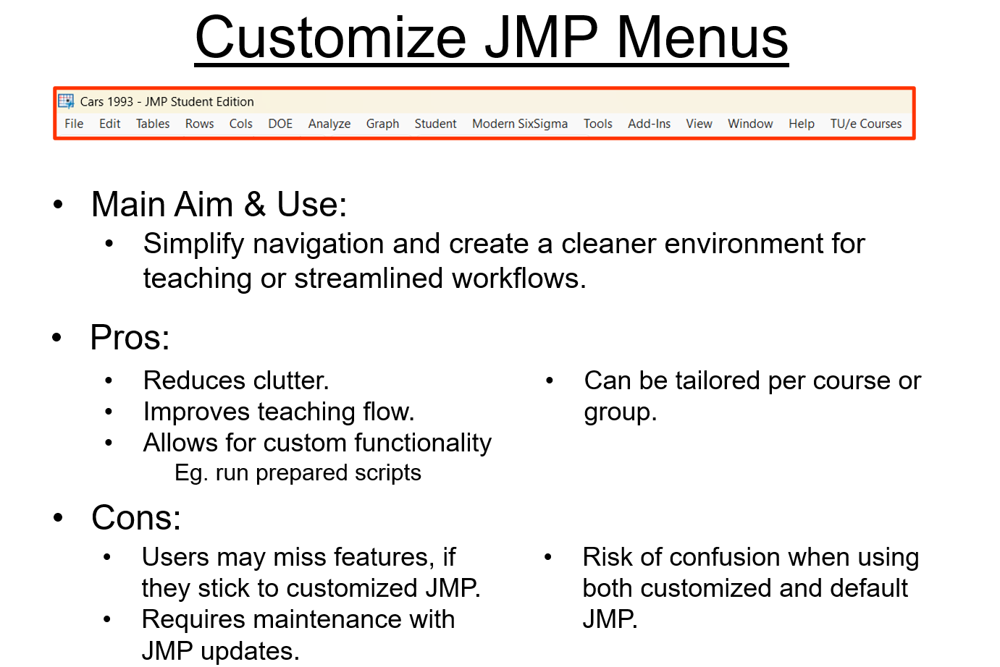 Customize JMP Menus
Cars 1993 - JMP Student Edition
File Edit Tables Rows Cols DOE Analyze Graph Student Modern SixSigma Tools Add-Ins View Window Help TU/e Courses
• Main Aim & Use:
• Simplify navigation and create a cleaner environment for
teaching or streamlined workflows.
• Pros:
• Reduces clutter.
• Improves teaching flow.
• Allows for custom functionality
Eg. run prepared scripts
• Can be tailored per course or
group.
• Cons:
• Users may miss features, if
they stick to customized JMP.
• Requires maintenance with
JMP updates.
• Risk of confusion when using
both customized and default
JMP.